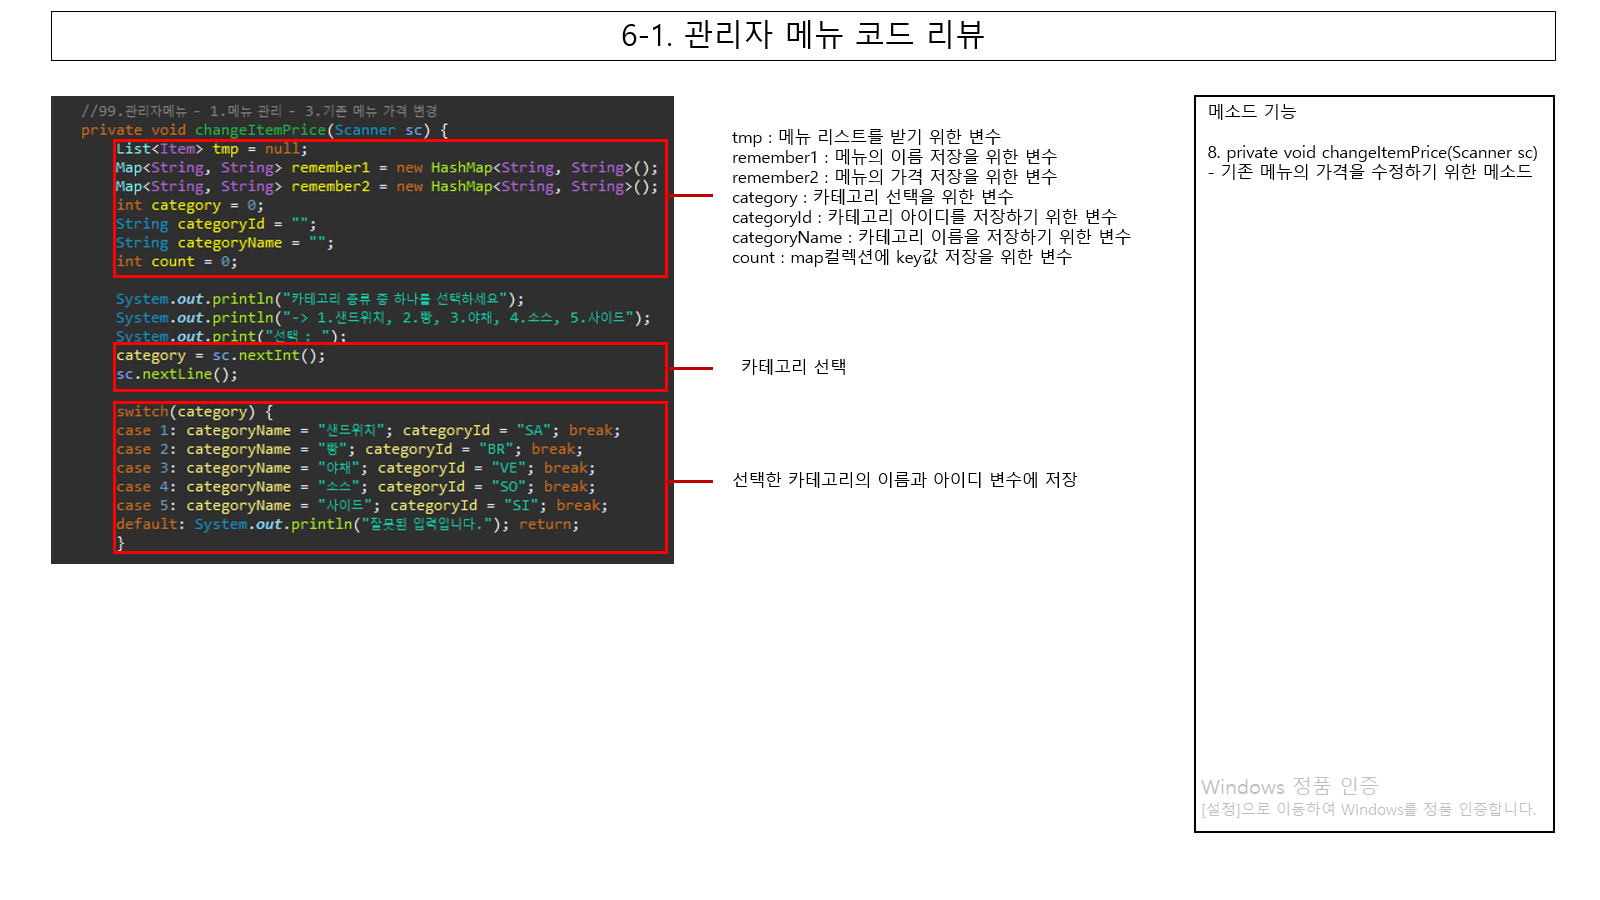 6-1. 관리자 메뉴 코드 리뷰
//99.관리자메뉴 - 1.메뉴 관리 - 3.기존 메뉴 가격 변경
private void changeItemPrice(Scanner sc) {
List<Item> tmp = null;
Map<String, String> remember1 = new HashMap<String, String>();
Map<String, String> remember2 = new HashMap<String, String>();
int category = 0;
String categoryId = "";
String categoryName = "";
int count = 0;
System.out.println("카테고리 종류 중 하나를 선택하세요");
System.out.println("-> 1.샌드위치, 2.빵, 3.야채, 4.소스, 5.사이드");
System.out.print("선택 : ");
category = sc.nextInt();
sc.nextLine();
switch(category) {
case 1: categoryName = "샌드위치"; categoryId = "SA"; break;
case 2: categoryName = "빵"; categoryId = "BR"; break;
case 3: categoryName = "야채"; categoryId = "VE"; break;
case 4: categoryName = "소스"; categoryId = "SO"; break;
case 5: categoryName = "사이드"; categoryId = "SI"; break;
default: System.out.println("잘못된 입력입니다."); return;
}
tmp : 메뉴 리스트를 받기 위한 변수
remember1 : 메뉴의 이름 저장을 위한 변수
remember2 : 메뉴의 가격 저장을 위한 변수
category : 카테고리 선택을 위한 변수
categoryId : 카테고리 아이디를 저장하기 위한 변수
categoryName : 카테고리 이름을 저장하기 위한 변수
count : map컬렉션에 key값 저장을 위한 변수
카테고리 선택
선택한 카테고리의 이름과 아이디 변수에 저장
메소드 기능
8. private void changeItemPrice(Scanner sc)
- 기존 메뉴의 가격을 수정하기 위한 메소드
Windows 정품 인증
[설정]으로 이동하여 Windows를 정품 인증합니다.